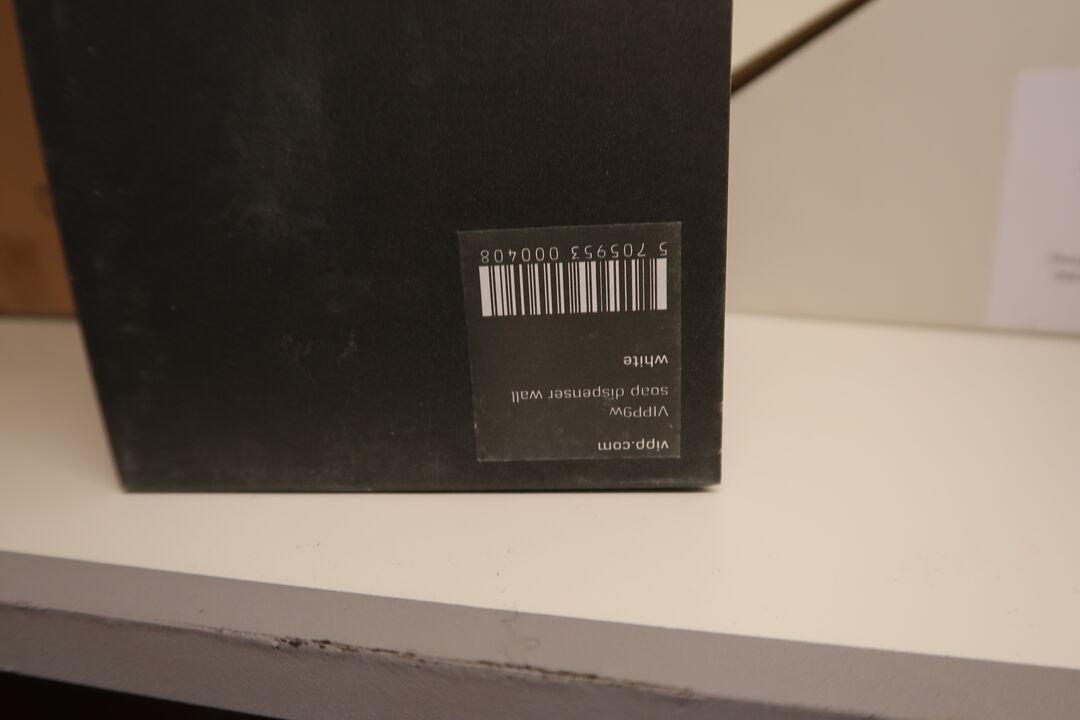 vipp.com
VIPP9w
soap dispenser wall
white
5 705953 000408